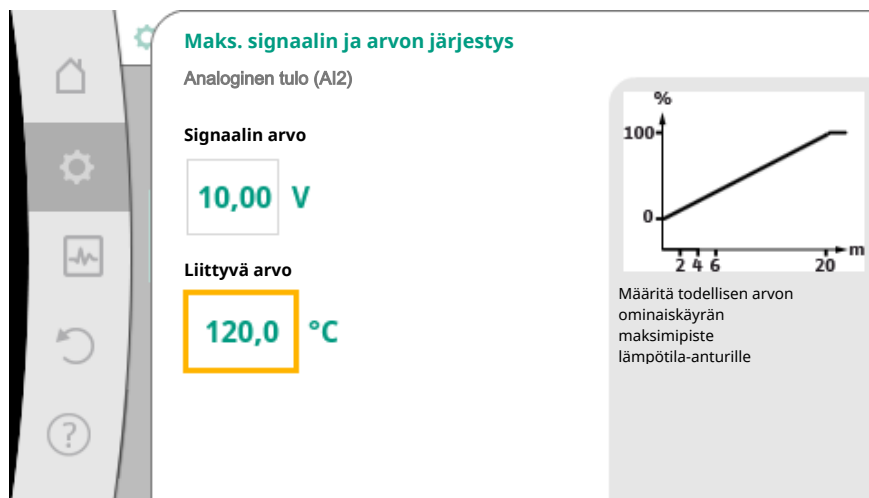 Maks. signaalin ja arvon järjestys
Analoginen tulo (AI2)
Signaalin arvo
10,00 V
Liittyvä arvo
120,0 °C
%
100
0
2 4 6 20
m
Määritä todellisen arvon
ominaiskäyrän
maksimipiste
lämpötila-anturille
?